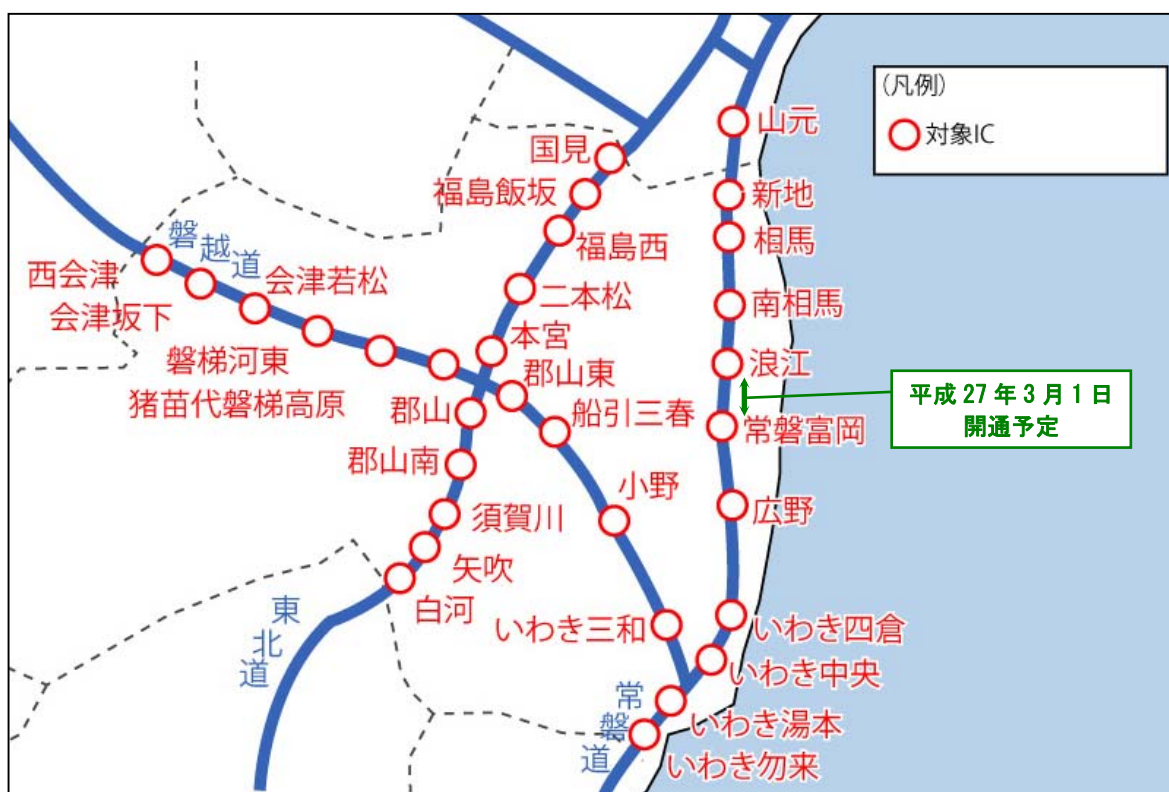 (凡例)
対象IC
山元
国見
新地
福島飯坂
相馬
福島西
磐越道
西会津
会津若松
二本松
南相馬
会津坂下
本宮
浪江
磐梯河東
郡山東
平成27年3月1日
開通予定
猪苗代磐梯高原
郡山
船引三春
常磐富岡
郡山南
小野
広野
須賀川
矢吹
白河
東北道
いわき三和
いわき四倉
いわき中央
常磐道
いわき湯本
いわき勿来